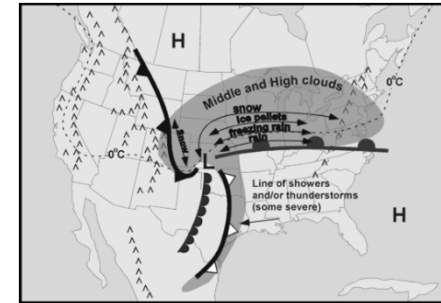 H
Middle and High clouds
0°C
snow
Ice pellets
freezing rain
rain
Snow
0°C
L
Line of showers
and/or thunderstorms
(some severe)
H